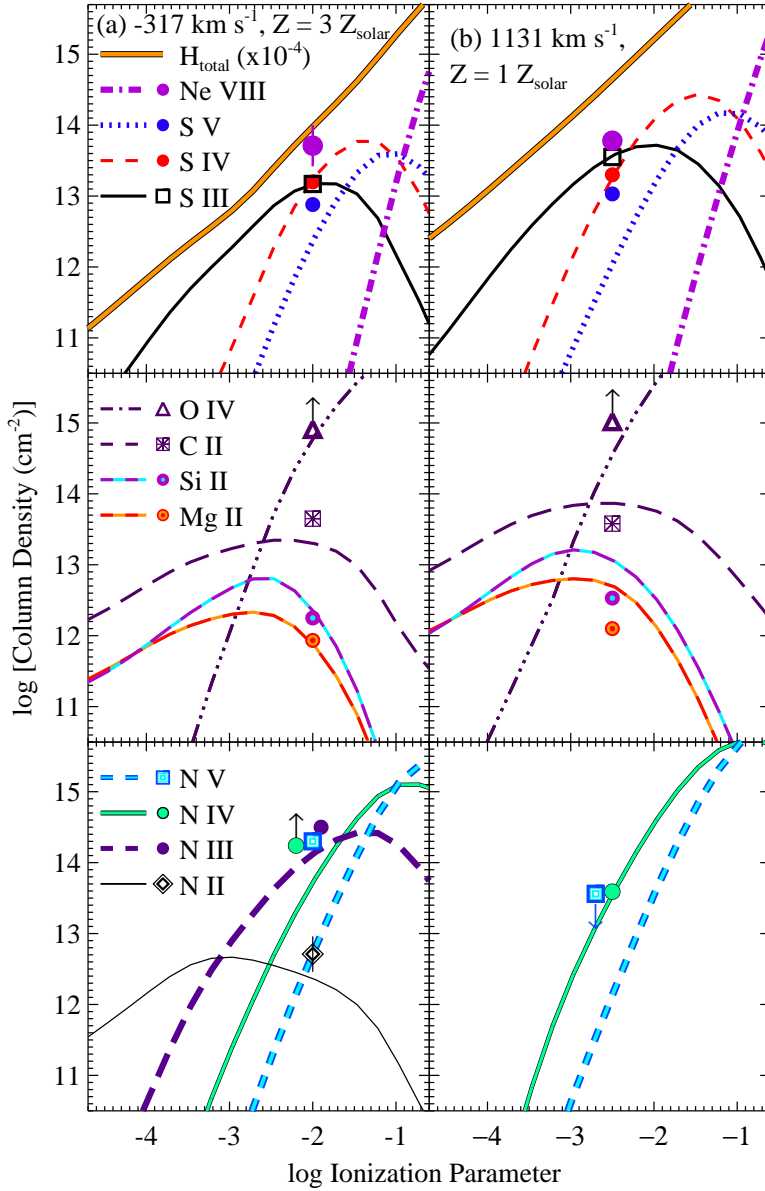 (a) -317 km s-1, Z = 3 Zsolar
Htotal (x10-4)
Ne VIII
S V
S IV
S III
15
14
13
12
11
(b) 1131 km s-1,
Z = 1 Zsolar
O IV
C II
Si II
Mg II
15
14
13
12
11
log [Column Density (cm-2)]
N V
N IV
N III
N II
15
14
13
12
11
-4 -3 -2 -1
−4 −3 −2 −1
log Ionization Parameter